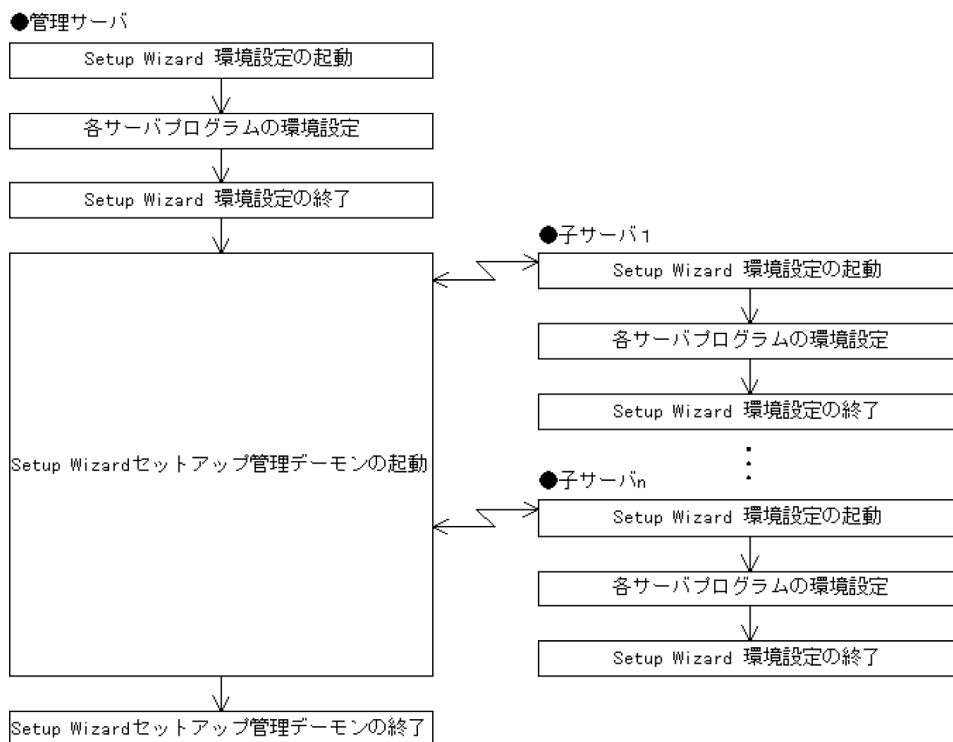 ●管理サーバ
Setup Wizard 環境設定の起動
各サーバプログラムの環境設定
Setup Wizard 環境設定の終了
Setup Wizardセットアップ管理デーモンの起動
Setup Wizardセットアップ管理デーモンの終了
●子サーバ1
Setup Wizard 環境設定の起動
各サーバプログラムの環境設定
Setup Wizard 環境設定の終了
●子サーバn
Setup Wizard 環境設定の起動
各サーバプログラムの環境設定
Setup Wizard 環境設定の終了